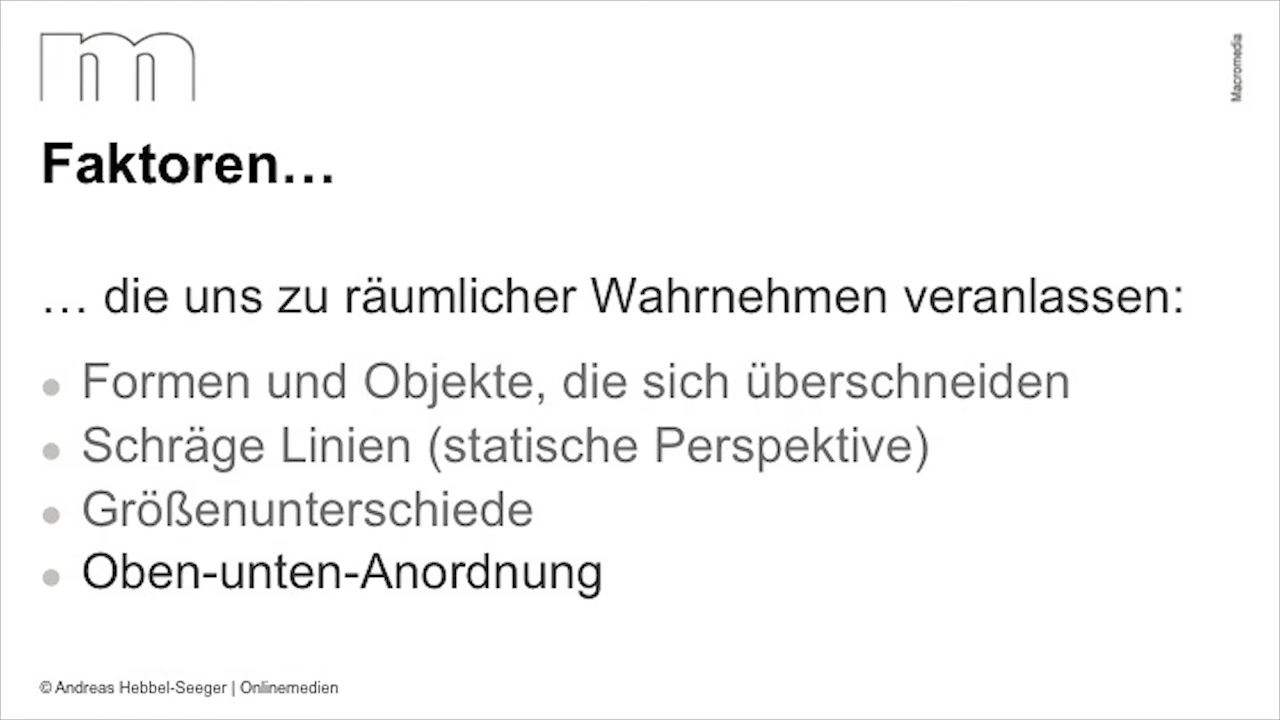 m
Macromedia
Faktoren…
… die uns zu räumlicher Wahrnehmen veranlassen:
Formen und Objekte, die sich überschneiden
Schräge Linien (statische Perspektive)
Größenunterschiede
Oben-unten-Anordnung
© Andreas Hebbel-Seeger | Onlinemedien